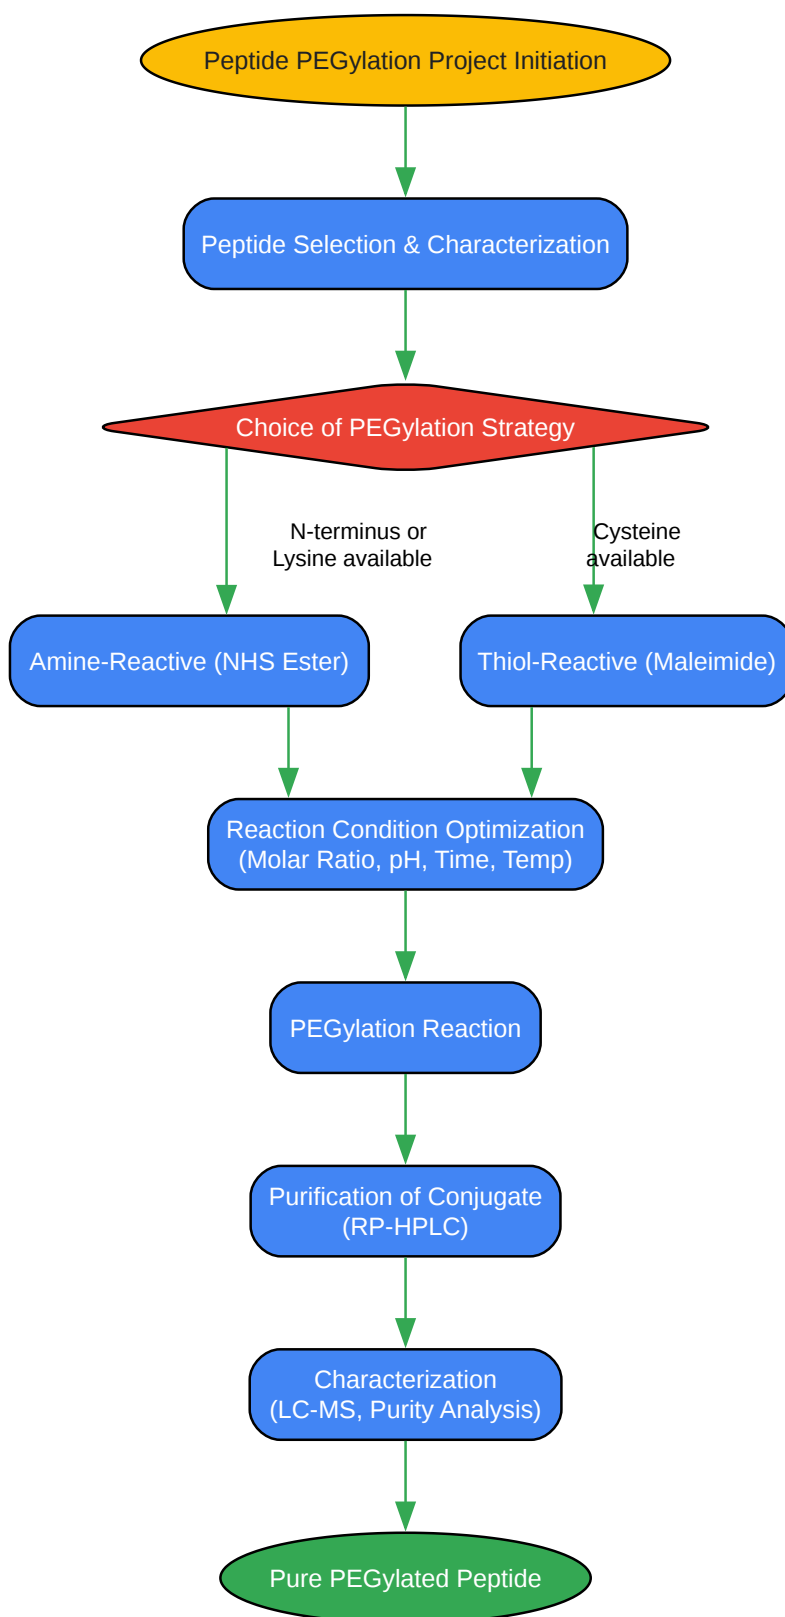 Peptide PEGylation Project Initiation
Peptide Selection & Characterization
Choice of PEGylation Strategy
N-terminus or
Lysine available
Cysteine
available
Amine-Reactive (NHS Ester)
Thiol-Reactive (Maleimide)
Reaction Condition Optimization
(Molar Ratio, pH, Time, Temp)
PEGylation Reaction
Purification of Conjugate
(RP-HPLC)
Characterization
(LC-MS, Purity Analysis)
Pure PEGylated Peptide